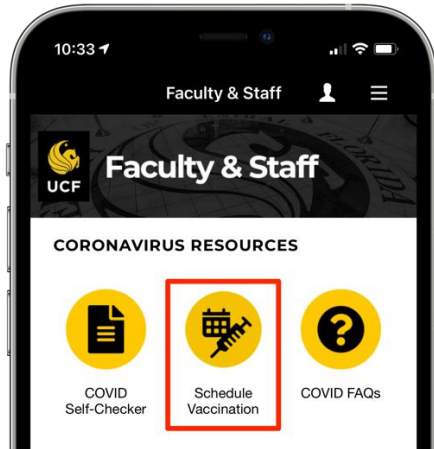 10:33
Faculty & Staff
UCF
Faculty & Staff
CORONAVIRUS RESOURCES
COVID
Self-Checker
Schedule
Vaccination
COVID FAQs